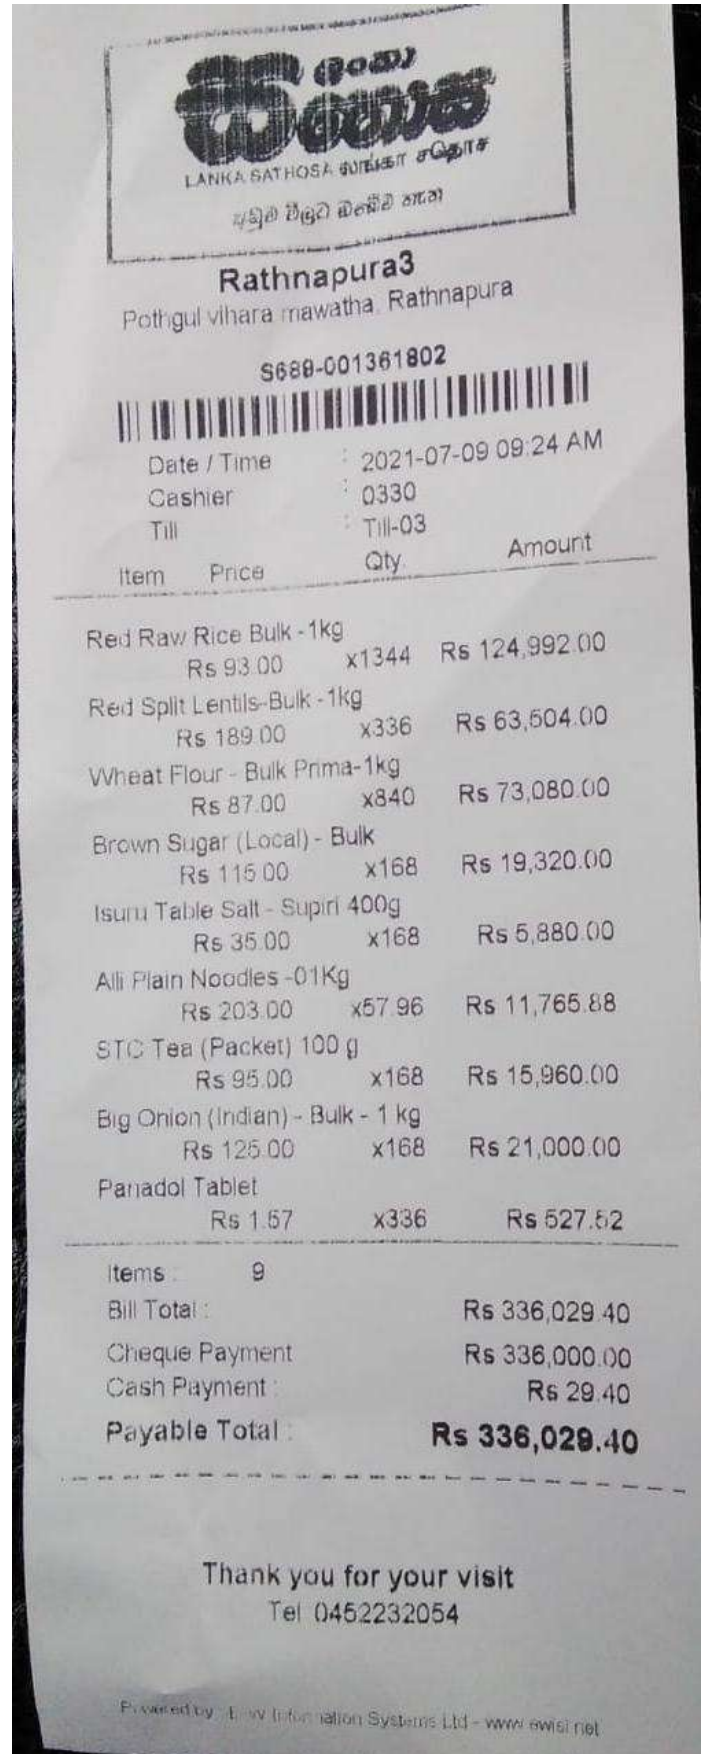 ලංකා
සතොස
LANKA SATHOSA லங்கா சதொச
අඩුම මිලට ඔබේම සතොස
Rathnapura3
Pothgul vihara mawatha, Rathnapura
S689-001361802
Date / Time : 2021-07-09 09:24 AM
Cashier : 0330
Till : Till-03
Item Price Qty. Amount
Red Raw Rice Bulk -1kg
Rs 93.00 x1344 Rs 124,992.00
Red Split Lentils-Bulk -1kg
Rs 189.00 x336 Rs 63,504.00
Wheat Flour - Bulk Prima-1kg
Rs 87.00 x840 Rs 73,080.00
Brown Sugar (Local) - Bulk
Rs 115.00 x168 Rs 19,320.00
Isuru Table Salt - Supiri 400g
Rs 35.00 x168 Rs 5,880.00
Alli Plain Noodles -01Kg
Rs 203.00 x57.96 Rs 11,765.88
STC Tea (Packet) 100 g
Rs 95.00 x168 Rs 15,960.00
Big Onion (Indian) - Bulk - 1 kg
Rs 125.00 x168 Rs 21,000.00
Panadol Tablet
Rs 1.57 x336 Rs 527.52
Items : 9
Bill Total : Rs 336,029.40
Cheque Payment Rs 336,000.00
Cash Payment : Rs 29.40
Payable Total : Rs 336,029.40
Thank you for your visit
Tel 0452232054
Powered by Information Systems Ltd - www.ewisl.net